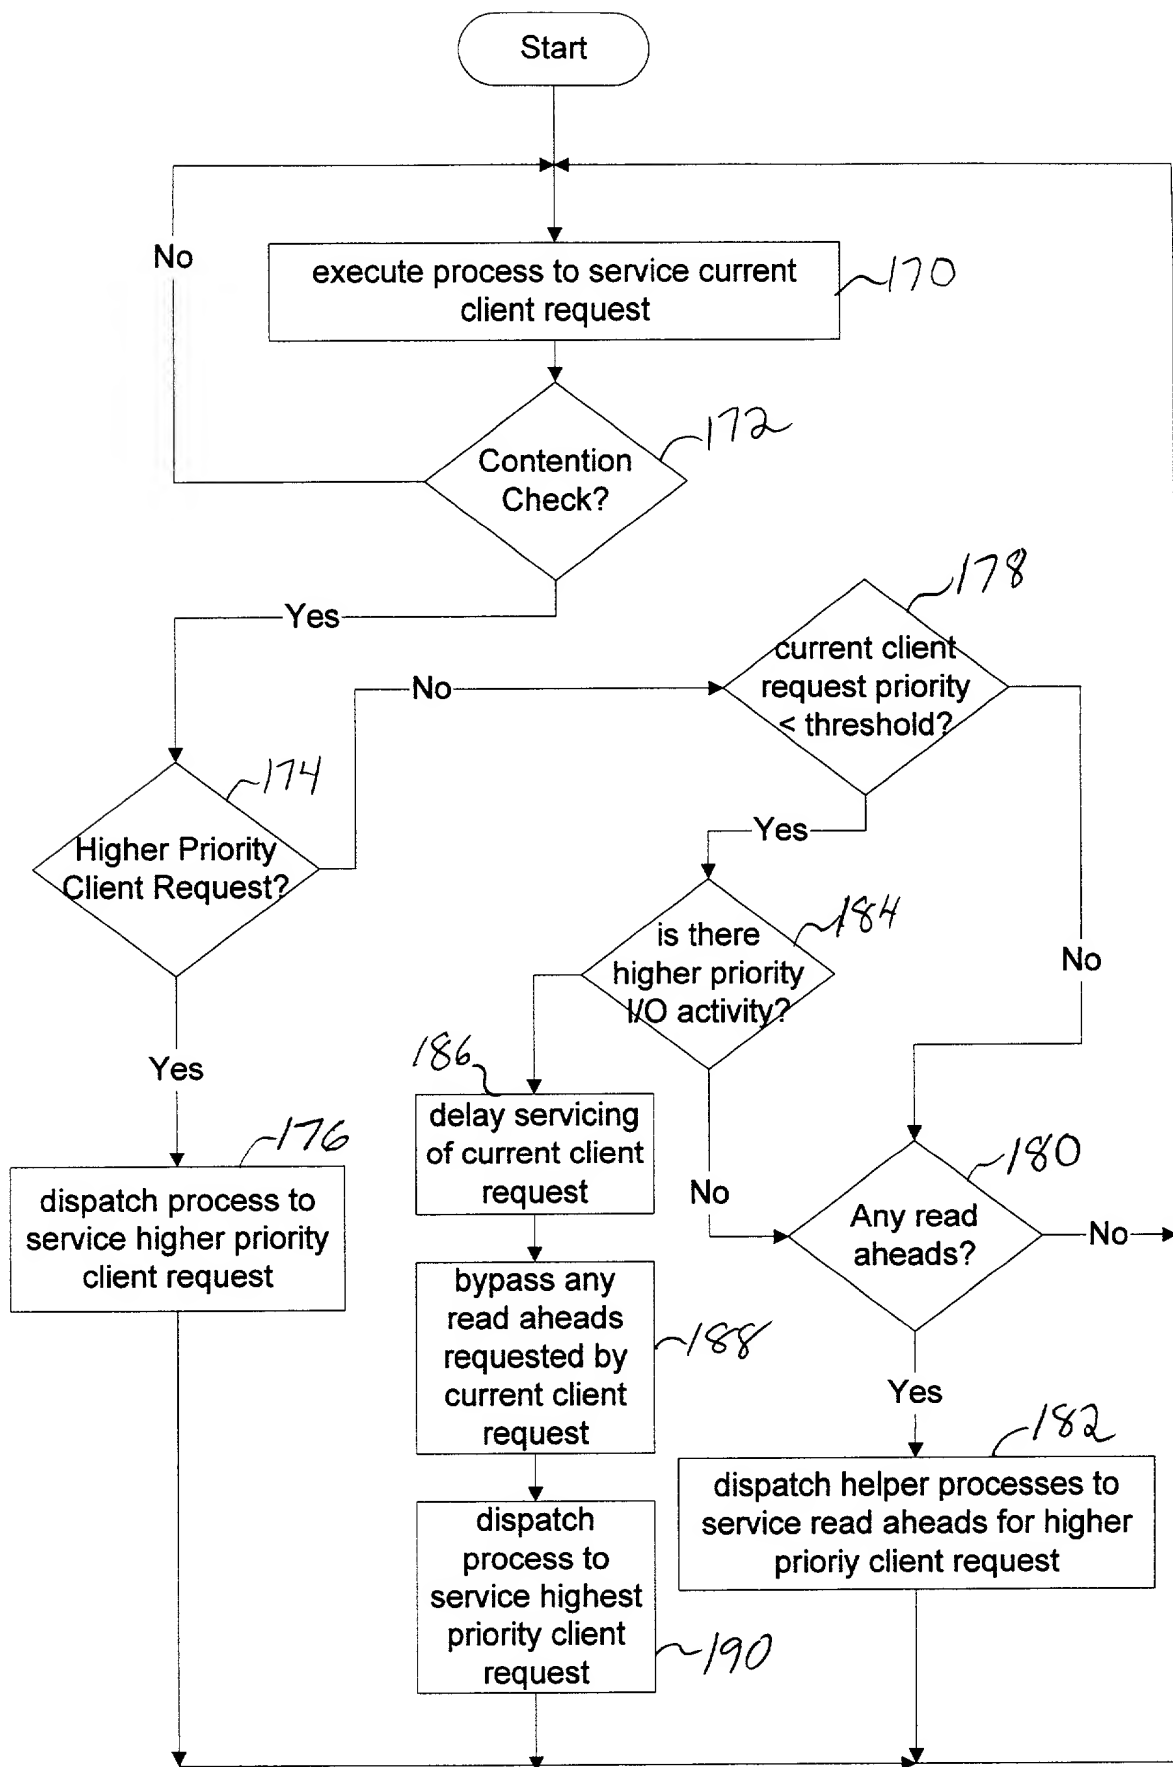 Start
No
execute process to service current
client request
170
Contention
Check?
172
Yes
current client
request priority
< threshold?
178
No
Higher Priority
Client Request?
174
Yes
is there
higher priority
I/O activity?
184
No
Yes
186
delay servicing
of current client
request
No
Any read
aheads?
180
No
176
dispatch process to
service higher priority
client request
bypass any
read aheads
requested by
current client
request
188
Yes
182
dispatch helper processes to
service read aheads for higher
prioriy client request
dispatch
process to
service highest
priority client
request
190